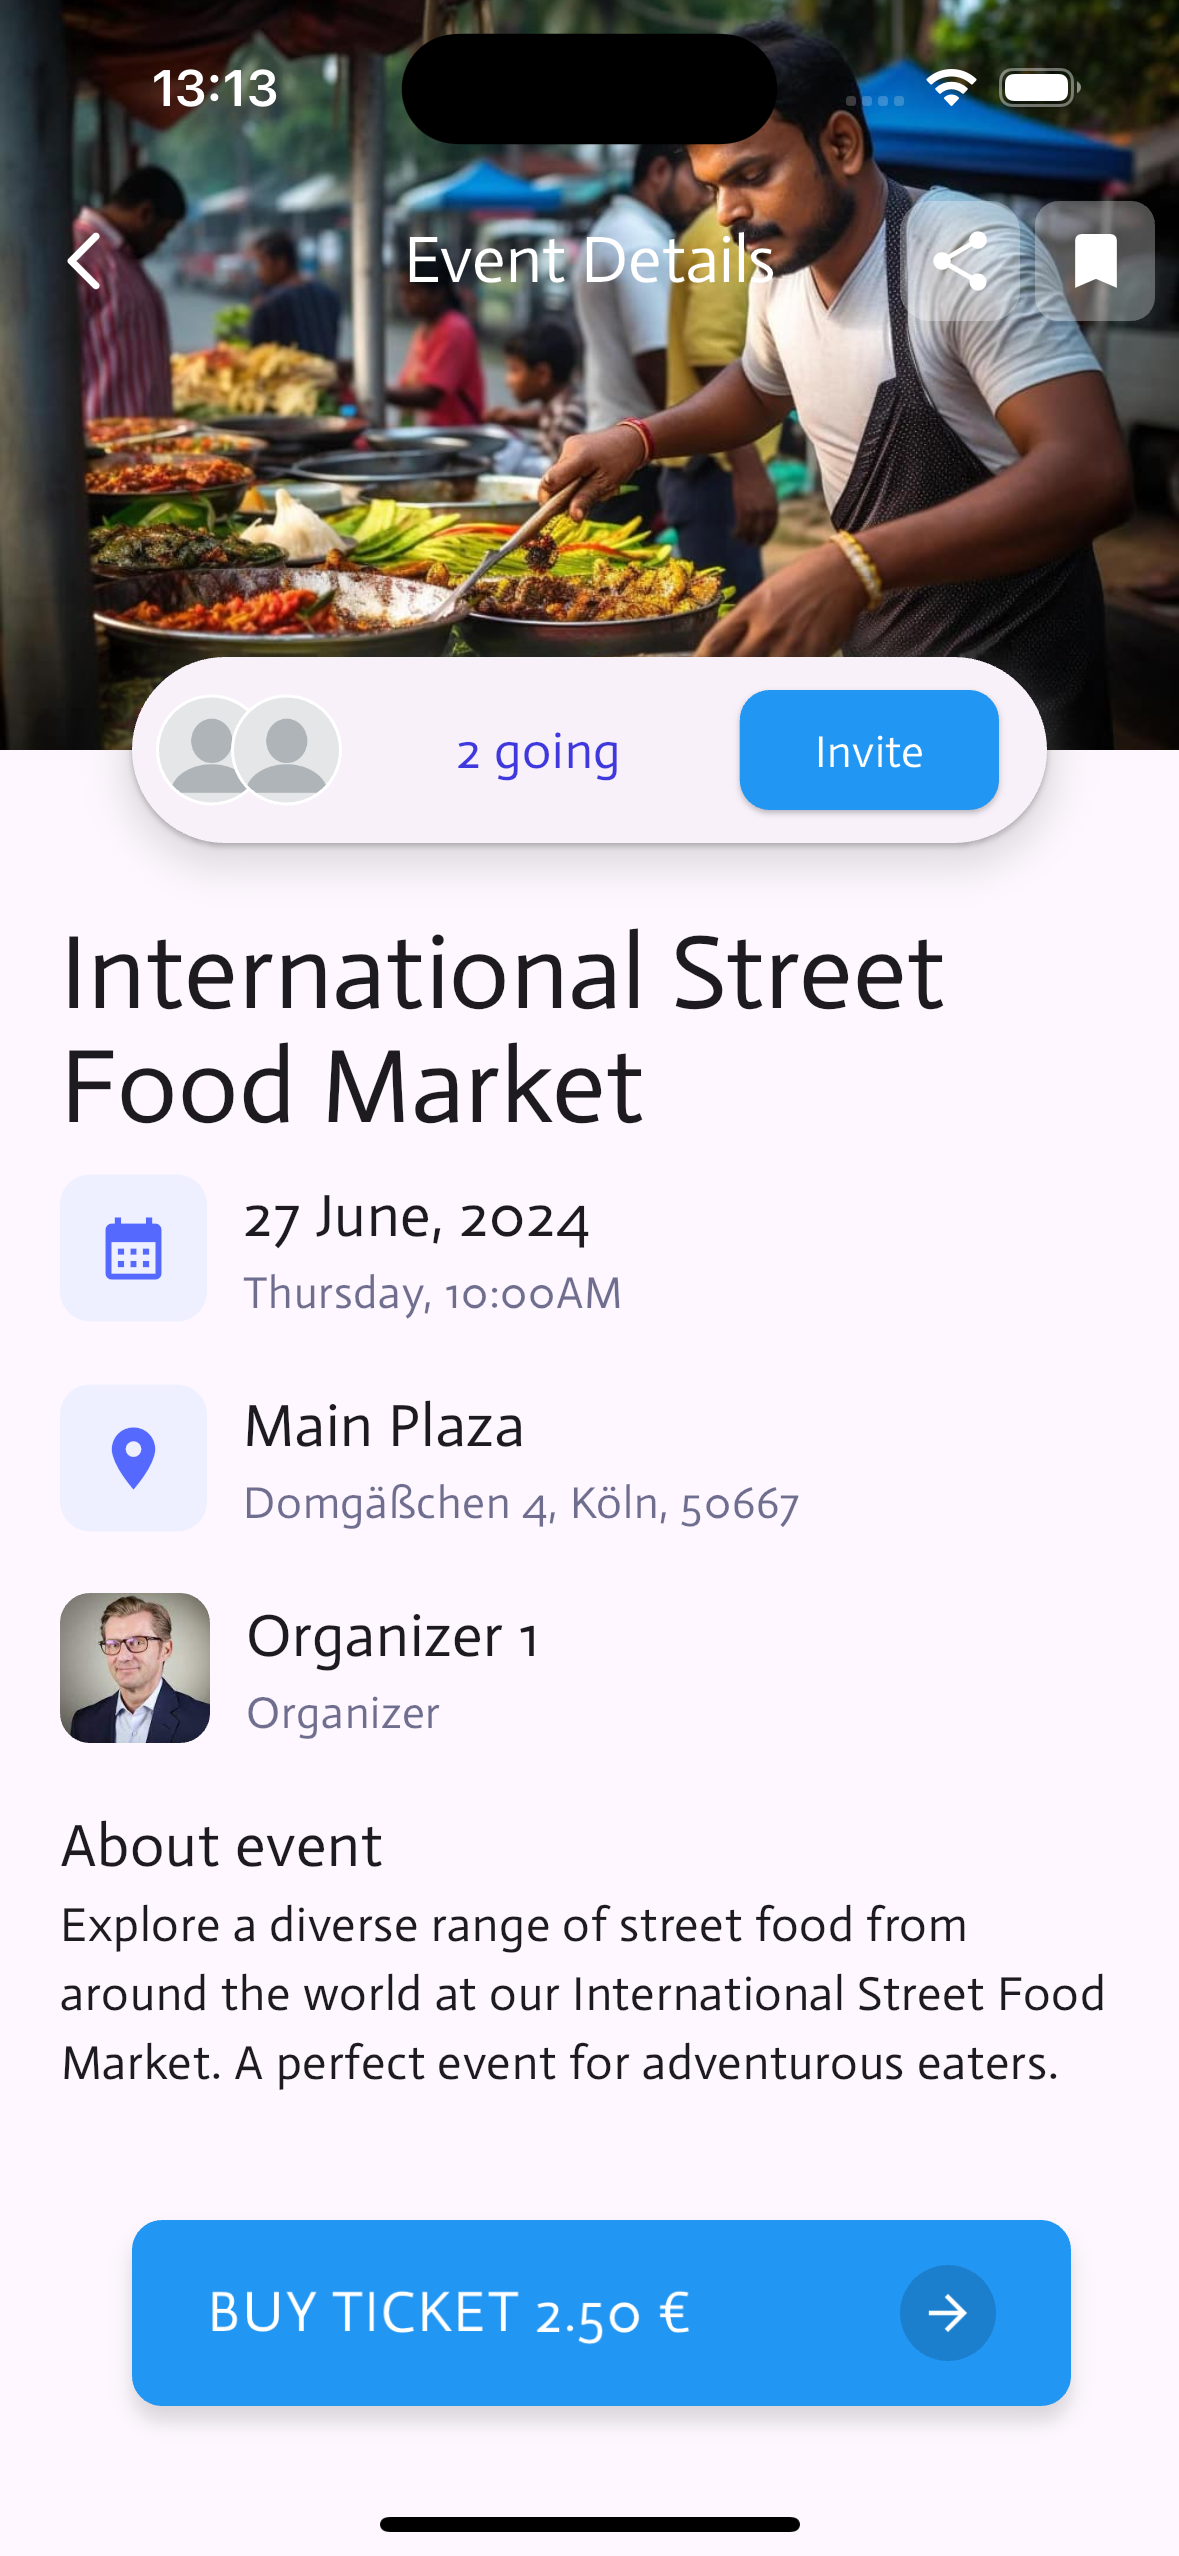 13:13
Event Details
2 going
Invite
International Street
Food Market
27 June, 2024
Thursday, 10:00AM
Main Plaza
Domgäßchen 4, Köln, 50667
Organizer 1
Organizer
About event
Explore a diverse range of street food from
around the world at our International Street Food
Market. A perfect event for adventurous eaters.
BUY TICKET 2.50 €